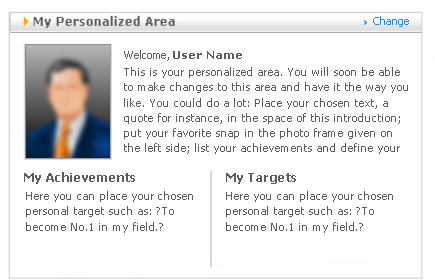 My Personalized Area
› Change
Welcome, User Name
This is your personalized area. You will soon be able
to make changes to this area and have it the way you
like. You could do a lot: Place your chosen text, a
quote for instance, in the space of this introduction;
put your favorite snap in the photo frame given on
the left side; list your achievements and define your
My Achievements
Here you can place your chosen
personal target such as: ?To
become No.1 in my field.?
My Targets
Here you can place your chosen
personal target such as: ?To
become No.1 in my field.?